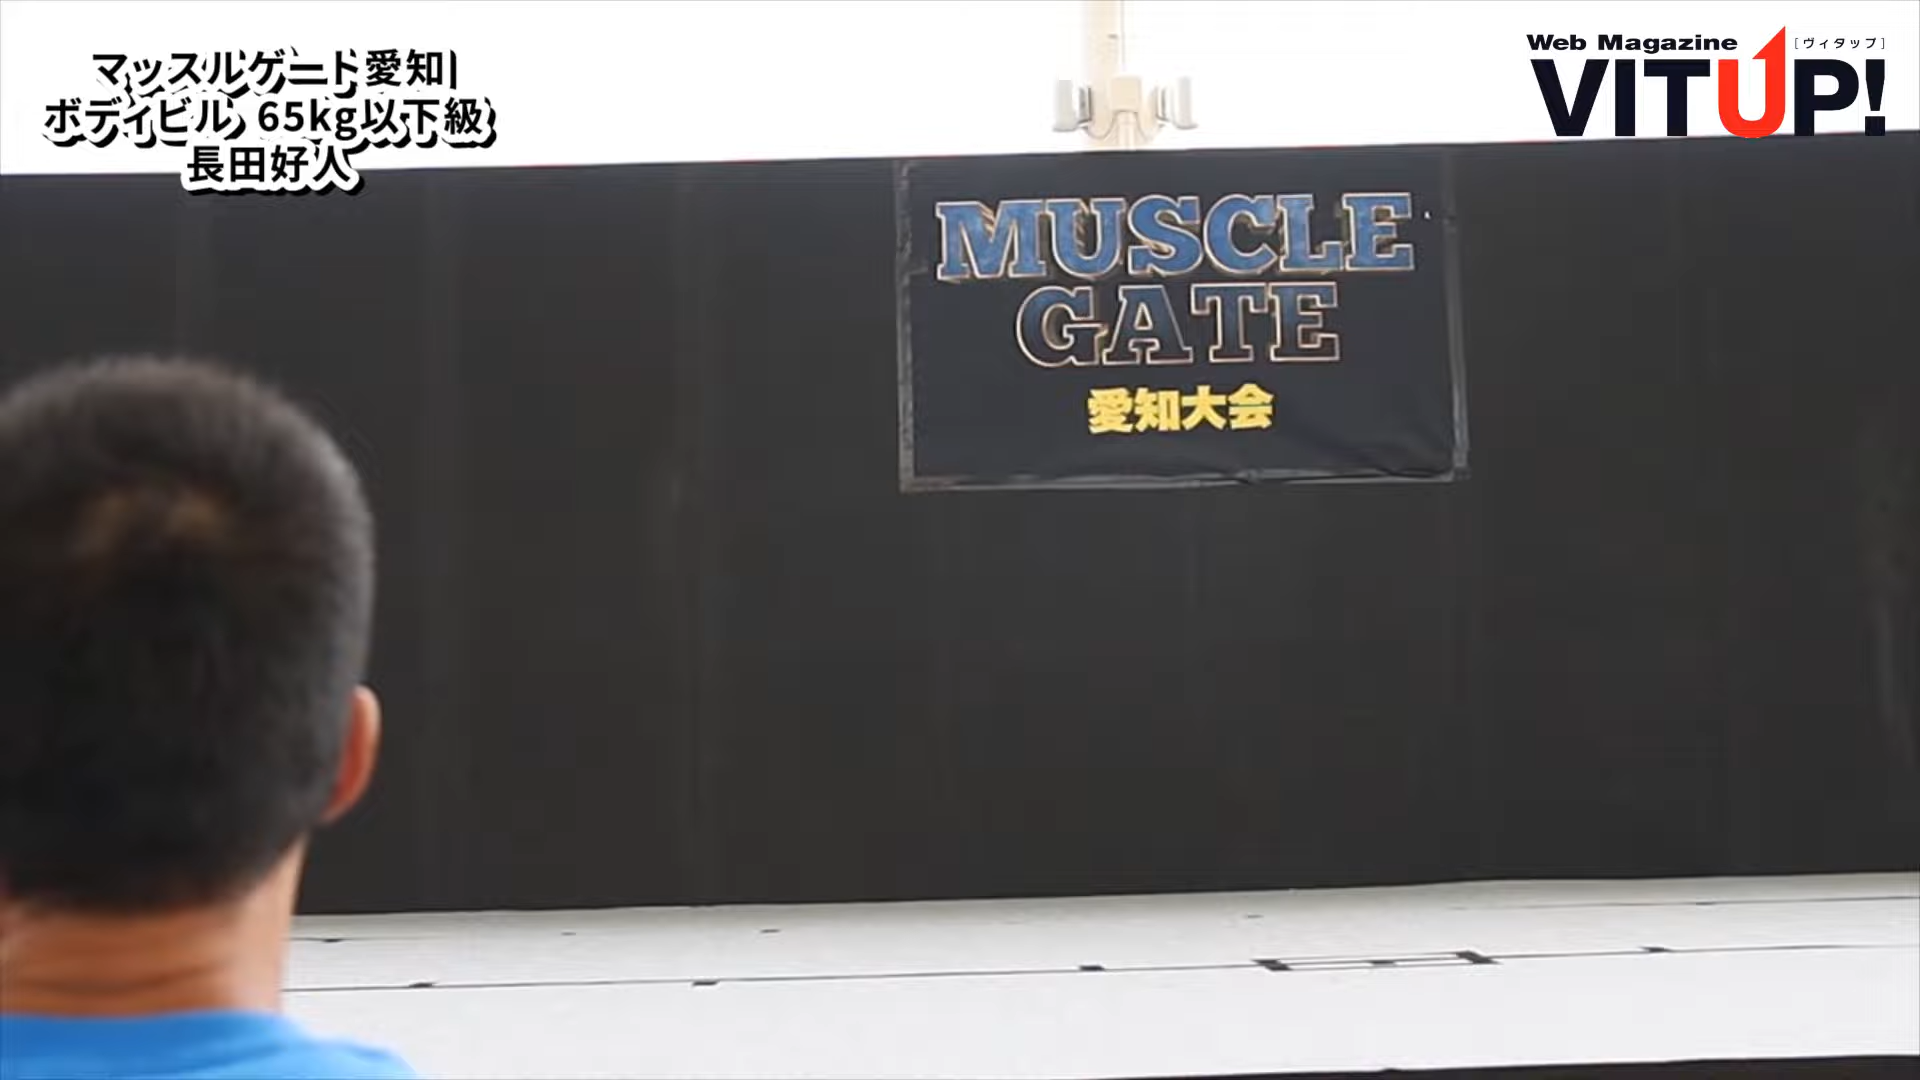 マッスルゲート愛知
ボディビル 65kg以下級
長田好人
Web Magazine [ヴィタップ]
VITUP!
MUSCLE
GATE
愛知大会